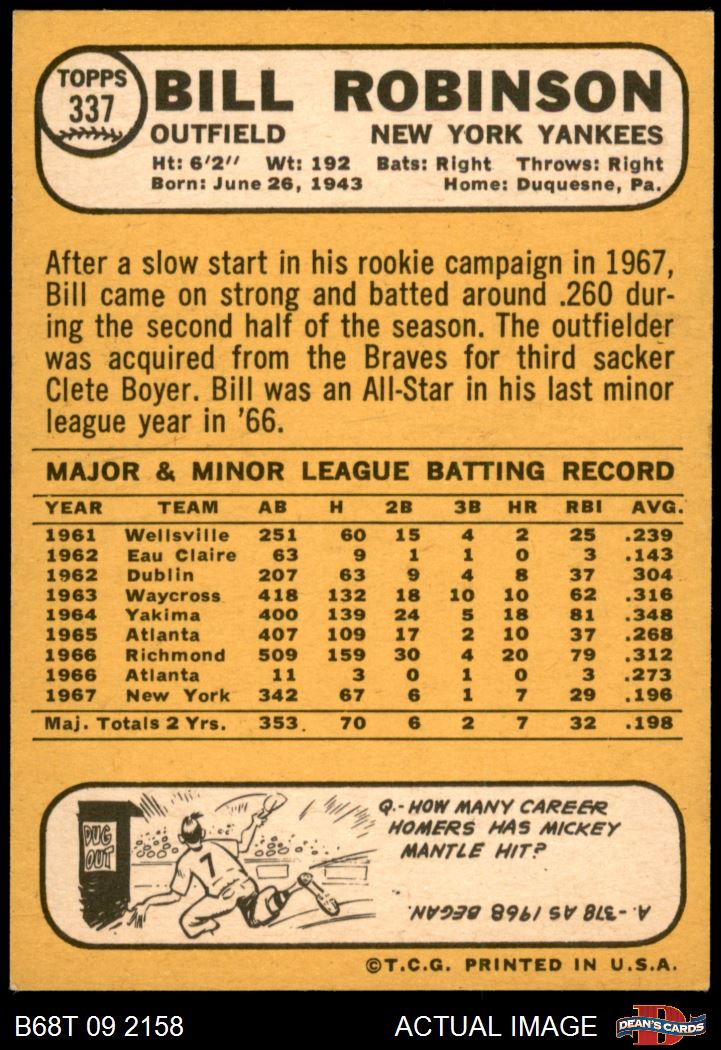 TOPPS
337
BILL ROBINSON
OUTFIELD NEW YORK YANKEES
Ht: 6'2'' Wt: 192 Bats: Right Throws: Right
Born: June 26, 1943 Home: Duquesne, Pa.
After a slow start in his rookie campaign in 1967,
Bill came on strong and batted around .260 dur-
ing the second half of the season. The outfielder
was acquired from the Braves for third sacker
Clete Boyer. Bill was an All-Star in his last minor
league year in '66.
MAJOR & MINOR LEAGUE BATTING RECORD
YEAR TEAM AB H 2B 3B HR RBI AVG.
1961 Wellsville 251 60 15 4 2 25 .239
1962 Eau Claire 63 9 1 1 0 3 .143
1962 Dublin 207 63 9 4 8 37 304
1963 Waycross 418 132 18 10 10 62 .316
1964 Yakima 400 139 24 5 18 81 .348
1965 Atlanta 407 109 17 2 10 37 .268
1966 Richmond 509 159 30 4 20 79 .312
1966 Atlanta 11 3 0 1 0 3 .273
1967 New York 342 67 6 1 7 29 .196
Maj. Totals 2 Yrs. 353 70 6 2 7 32 .198
DUG
OUT
7
Q.- HOW MANY CAREER
HOMERS HAS MICKEY
MANTLE HIT?
A.- 378 AS 1968 BEGAN.
©T.C.G. PRINTED IN U.S.A.
B68T 09 2158 ACTUAL IMAGE D DEAN'S CARDS